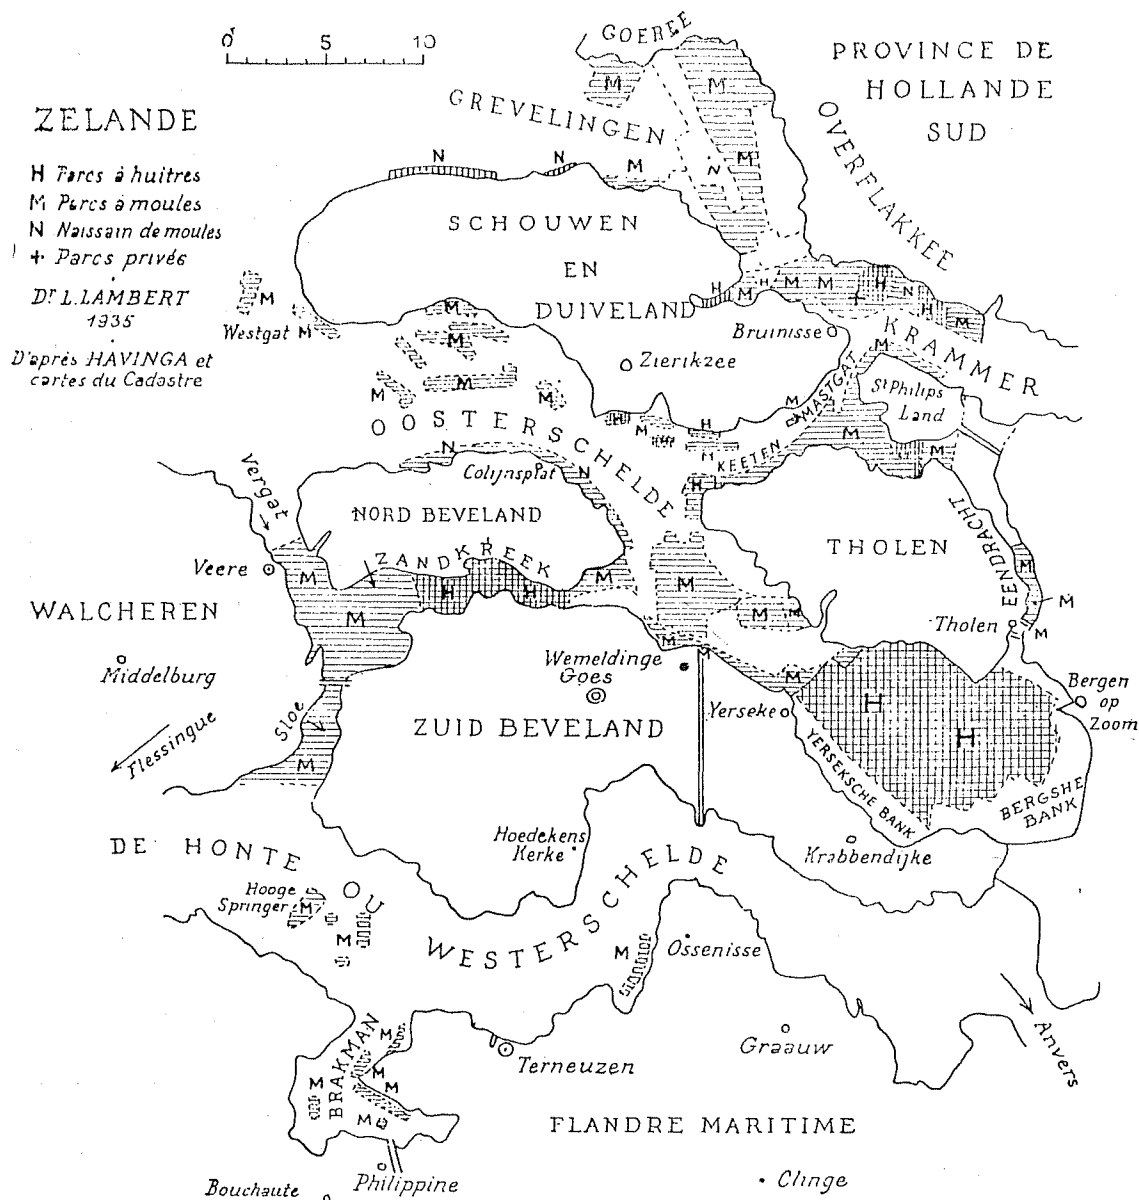 0 5 10
GOEREE
PROVINCE DE
HOLLANDE
SUD
ZELANDE
H Parcs à huitres
M Parcs à moules
N Naissain de moules
+ Parcs privés
Dr L. LAMBERT
1935
D'après HAVINGA et
cartes du Cadastre
GREVELINGEN
OVERFLAKKEE
M
M
M
M
N
N
N
SCHOUWEN
EN
DUIVELAND
Westgat
M
M
M
M
M
M
M
Bruinisse
Zierikzee
H
M
H
M
M
H
N
H
M
KRAMMER
M
St Philips
Land
MASTGAT
KEETEN
M
M
M
OOSTERSCHELDE
H
M
H
H
M
H
N
Colijnsplat
N
Vergat
NORD BEVELAND
ZANDKREEK
Veere
M
M
H
H
M
M
THOLEN
EENDRACHT
M
M
M
Tholen
WALCHEREN
Middelburg
Flessingue
Sloe
M
Wemeldinge
Goes
M
M
M
M
M
Yerseke
H
H
Bergen
op
Zoom
ZUID BEVELAND
YERSEKSCHE BANK
BERGSHE
BANK
Hoedekens
Kerke
Krabbendijke
DE HONTE
OU
WESTERSCHELDE
Hooge
Springer
M
M
M
Ossenisse
Anvers
Graauw
Terneuzen
BRAKMAN
M
M
M
M
M
FLANDRE MARITIME
Philippine
Bouchaute
Clinge